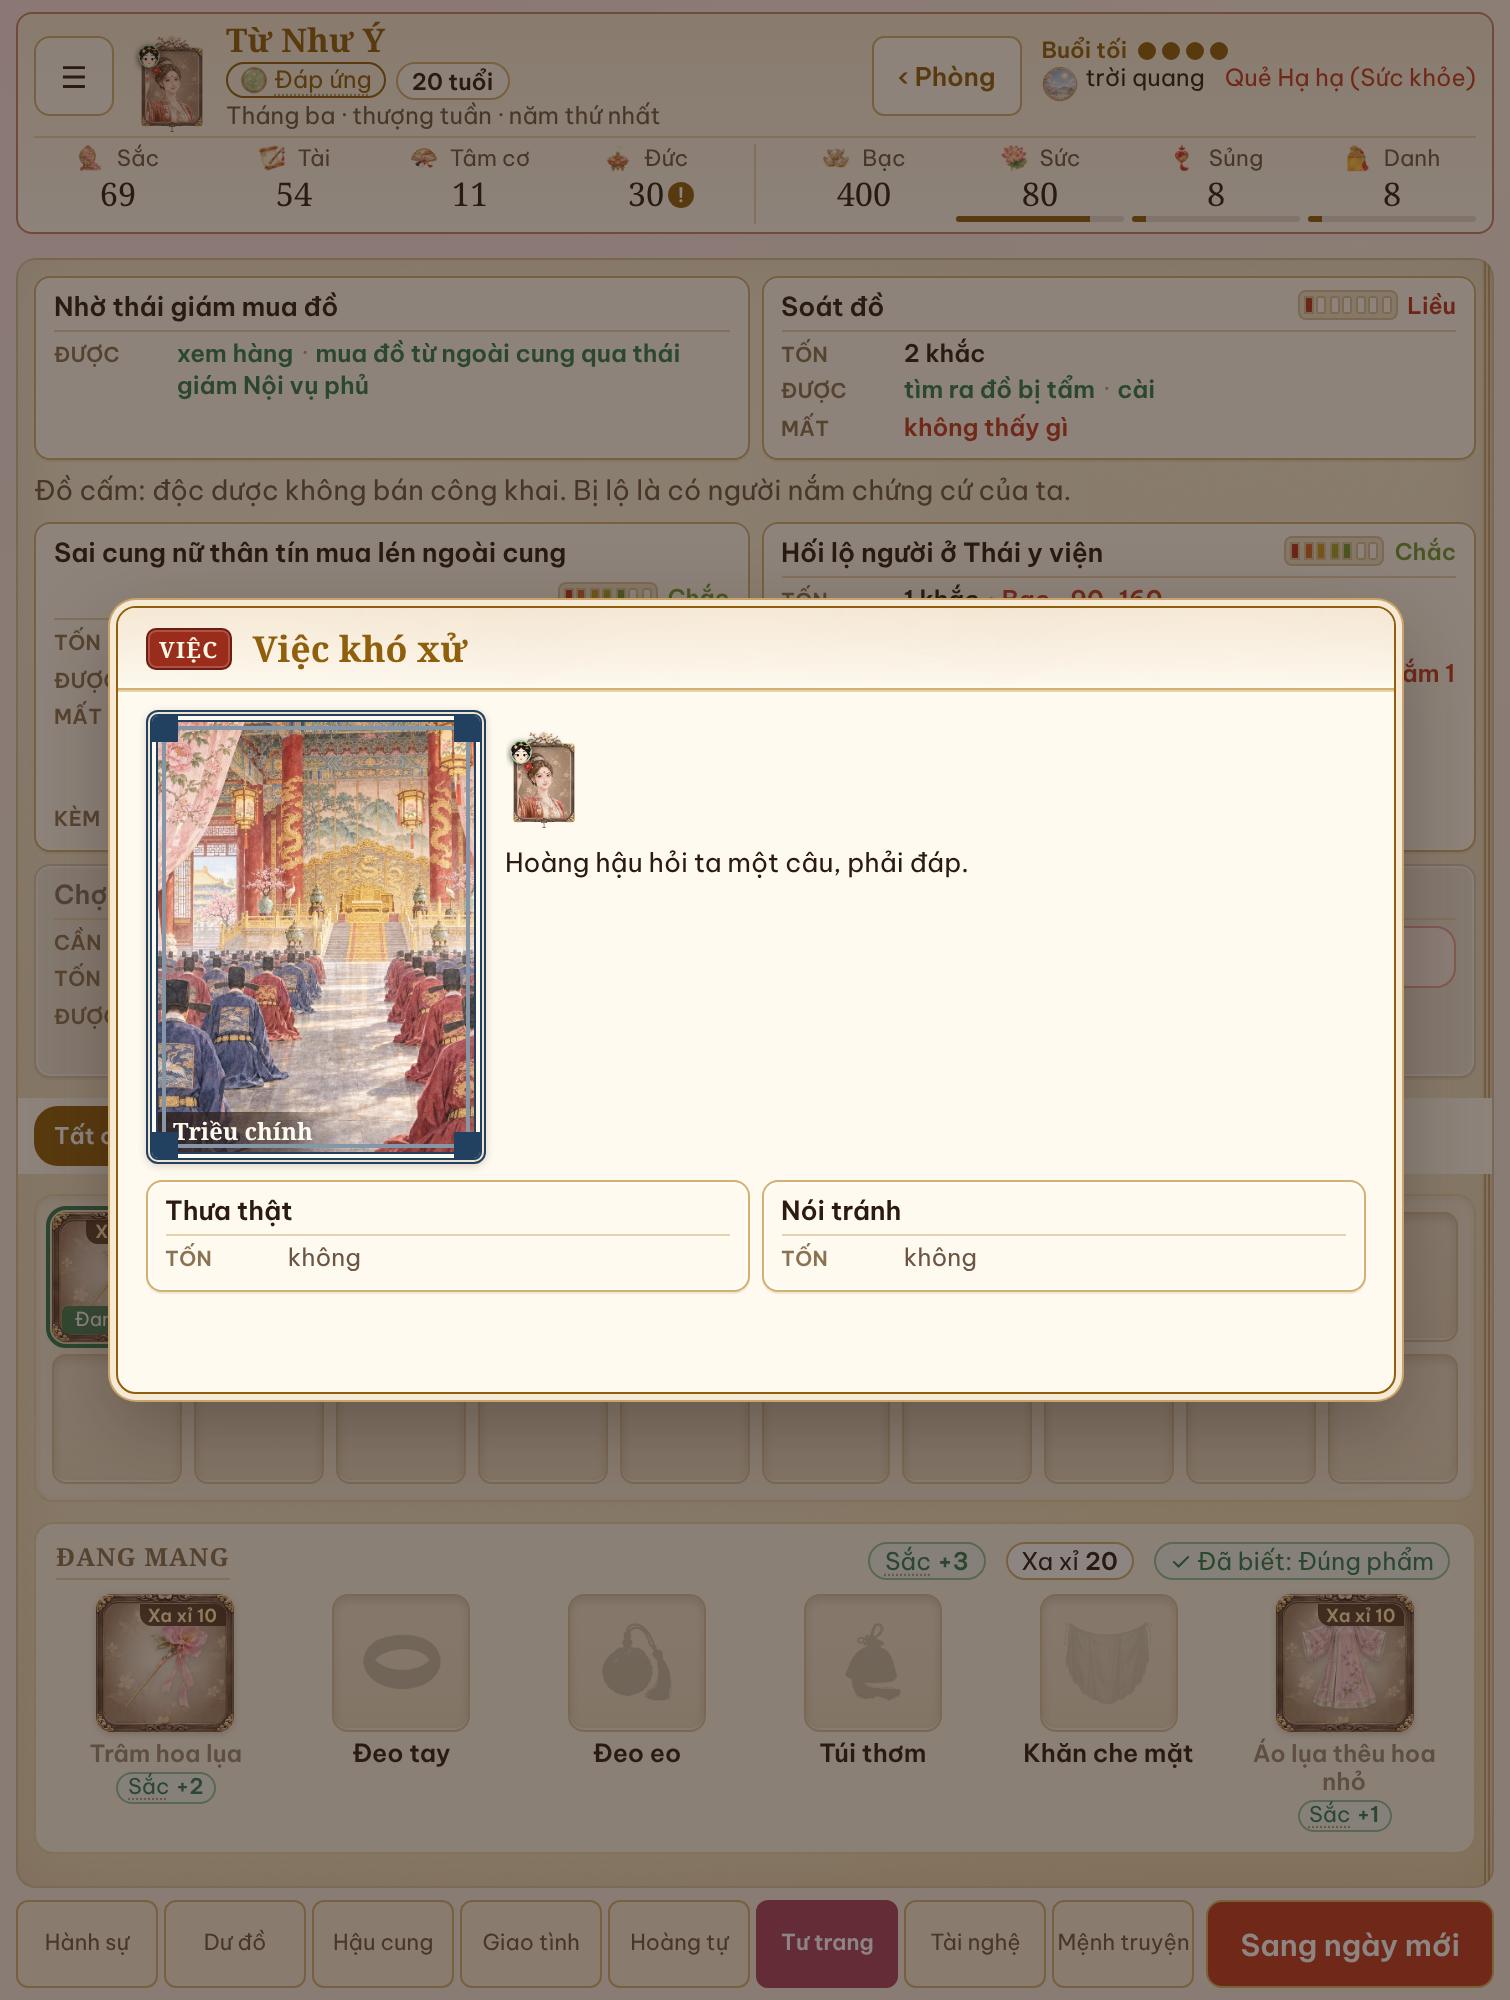 ☰
Từ Như Ý
Đáp ứng
20 tuổi
Tháng ba · thượng tuần · năm thứ nhất
‹ Phòng
Buổi tối
trời quang
Quẻ Hạ hạ (Sức khỏe)
Sắc
69
Tài
54
Tâm cơ
11
Đức
30!
Bạc
400
Sức
80
Sủng
8
Danh
8
Nhờ thái giám mua đồ
ĐƯỢC xem hàng · mua đồ từ ngoài cung qua thái
giám Nội vụ phủ
Soát đồ
Liều
TỐN 2 khắc
ĐƯỢC tìm ra đồ bị tẩm · cài
MẤT không thấy gì
Đồ cấm: độc dược không bán công khai. Bị lộ là có người nắm chứng cứ của ta.
Sai cung nữ thân tín mua lén ngoài cung
Chắc
TỐN
ĐƯỢC
MẤT
KÈM
Hối lộ người ở Thái y viện
Chắc
TỐN 1 khắc · Bạc
1
Chợ
CẦN
TỐN
ĐƯỢC
VIỆC
Việc khó xử
Triều chính
Hoàng hậu hỏi ta một câu, phải đáp.
Thưa thật
TỐN không
Nói tránh
TỐN không
Tất
ĐANG MANG
Sắc +3
Xa xỉ 20
✓ Đã biết: Đúng phẩm
Xa xỉ 10
Trâm hoa lụa
Sắc +2
Đeo tay
Đeo eo
Túi thơm
Khăn che mặt
Xa xỉ 10
Áo lụa thêu hoa
nhỏ
Sắc +1
Hành sự
Dư đồ
Hậu cung
Giao tình
Hoàng tự
Tư trang
Tài nghệ
Mệnh truyện
Sang ngày mới